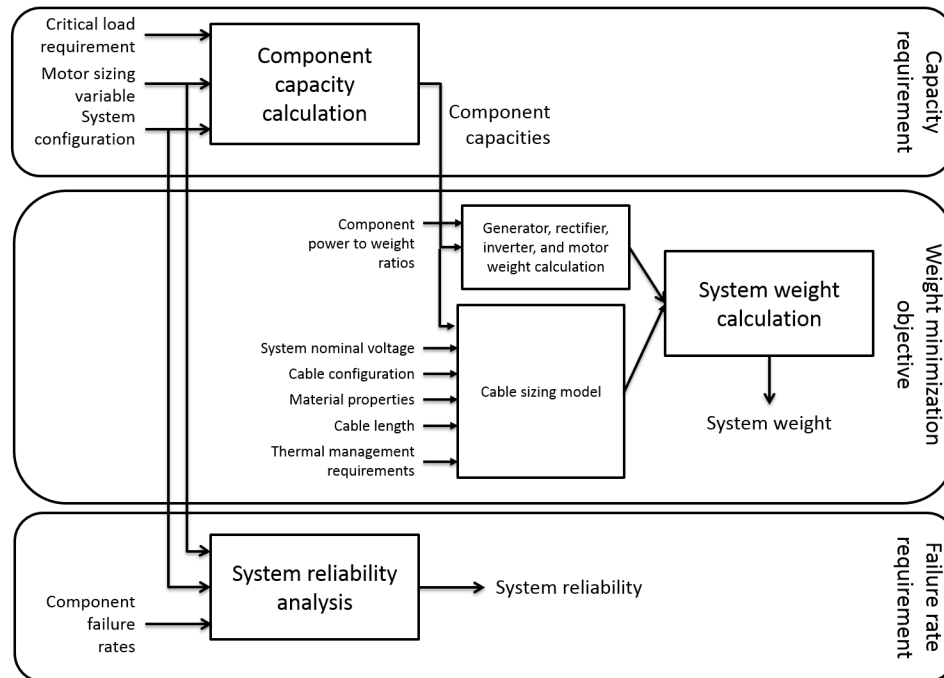 Critical load
requirement
Motor sizing
variable
System
configuration
Component
capacity
calculation
Component
capacities
Capacity
requirement
Component
power to weight
ratios
Generator, rectifier,
inverter, and motor
weight calculation
System weight
calculation
System nominal voltage
Cable configuration
Material properties
Cable length
Thermal management
requirements
Cable sizing model
System weight
Weight minimization
objective
Component
failure
rates
System reliability
analysis
System reliability
Failure rate
requirement